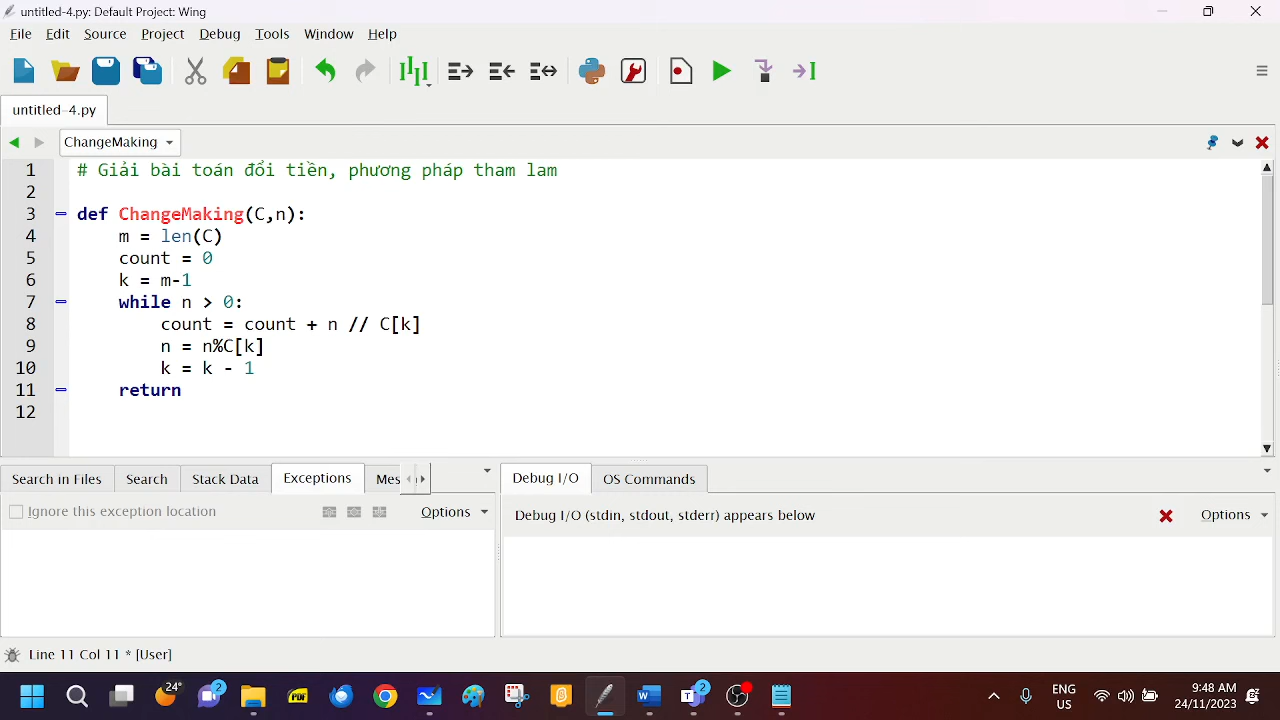 untitled-4.py: Default Project: Wing
File Edit Source Project Debug Tools Window Help
untitled-4.py
ChangeMaking
1 # Giải bài toán đổi tiền, phương pháp tham lam
2
3 def ChangeMaking(C,n):
4 m = len(C)
5 count = 0
6 k = m-1
7 while n > 0:
8 count = count + n // C[k]
9 n = n%C[k]
10 k = k - 1
11 return
12
Search in Files Search Stack Data Exceptions Mes Debug I/O OS Commands
Ignore this exception location Options Debug I/O (stdin, stdout, stderr) appears below Options
Line 11 Col 11 * [User]
24° 2 PDF W T 2 ENG 9:48 AM
US 24/11/2023